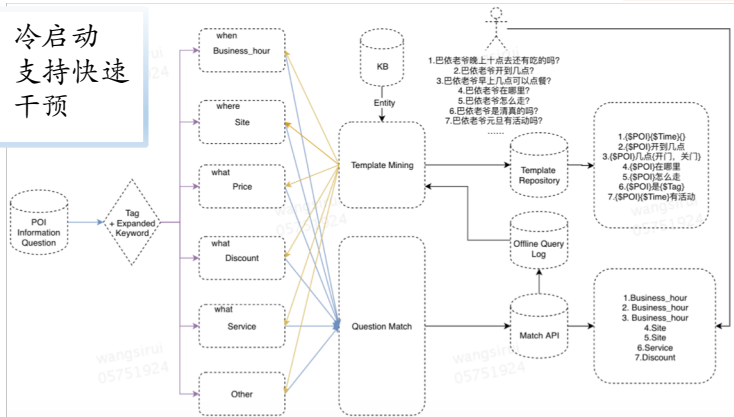 冷启动
支持快速
干预
POI
Information
Question
Tag
+ Expanded
Keyword
when
Business_hour
where
Site
what
Price
what
Discount
what
Service
Other
KB
Entity
Template Mining
Question Match
1.巴依老爷晚上十点去还有吃的吗?
2.巴依老爷开到几点?
3.巴依老爷早上几点可以点餐?
4.巴依老爷在哪里?
5.巴依老爷怎么走?
6.巴依老爷是清真的吗?
7.巴依老爷元旦有活动吗?
......
Template
Repository
Offline Query
Log
Match API
1.{$POI}{$Time}{}
2.{$POI}开到几点
3.{$POI}几点{开门，关门}
4.{$POI}在哪里
5.{$POI}怎么走
6.{$POI}是{$Tag}
7.{$POI}{$Time}有活动
1.Business_hour
2. Business_hour
3. Business_hour
4.Site
5.Site
6.Service
7.Discount
wangsirui
05751924
wangsirui
05751924